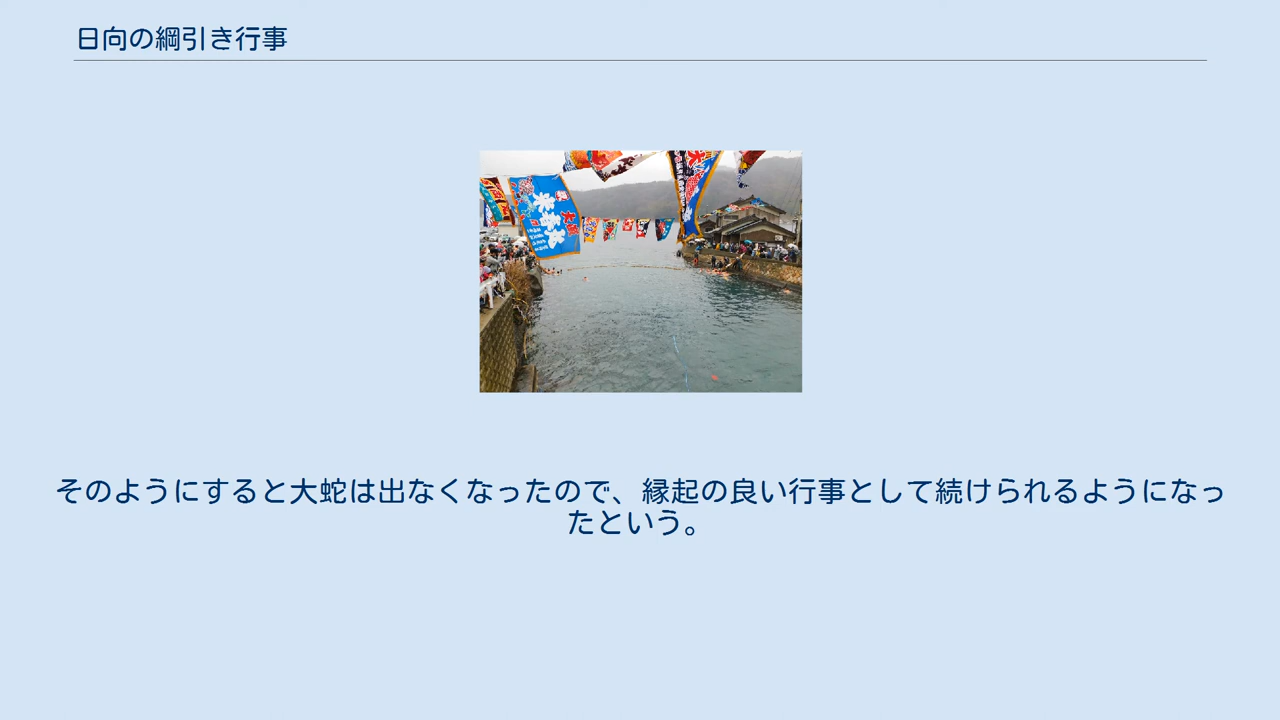 日向の綱引き行事
そのようにすると大蛇は出なくなったので、縁起の良い行事として続けられるようになっ
たという。